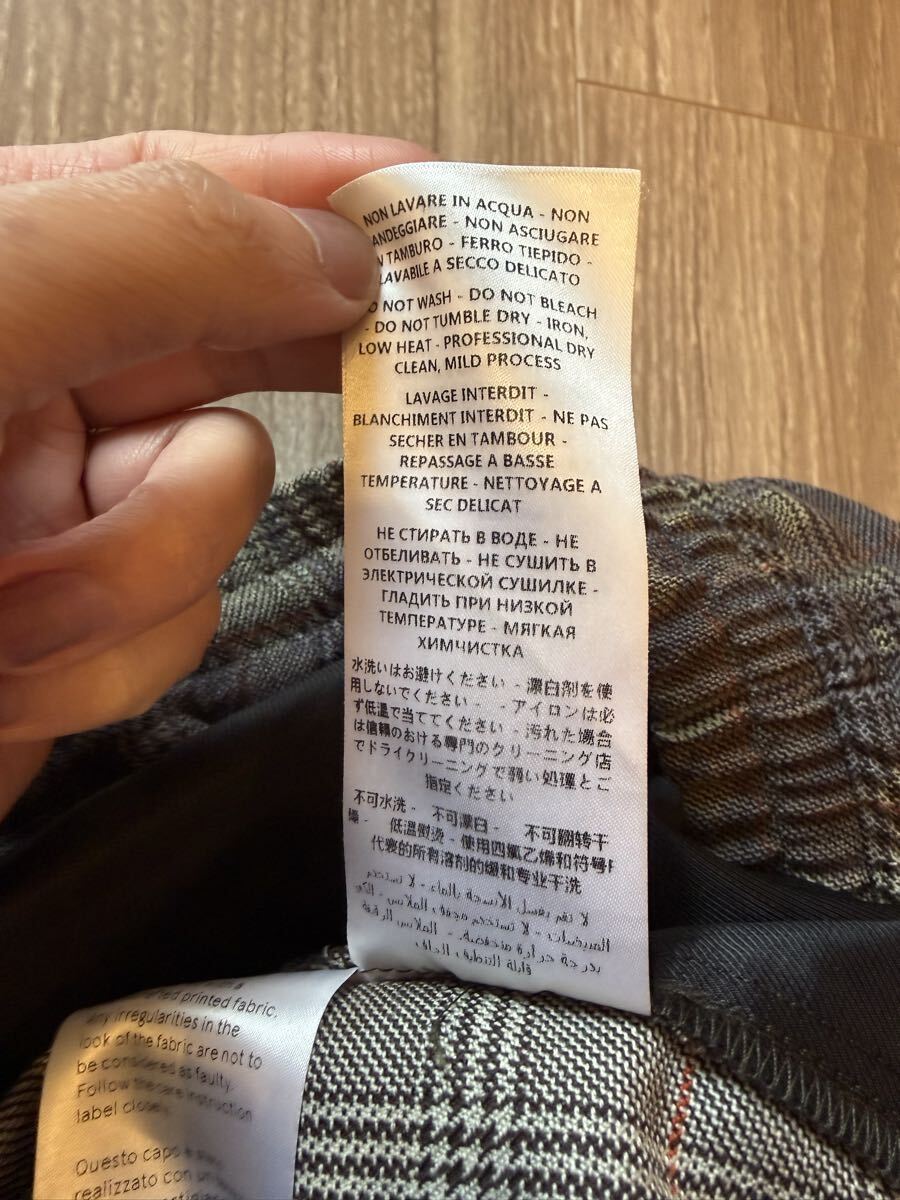 NON LAVARE IN ACQUA - NON
ANDEGGIARE - NON ASCIUGARE
N TAMBURO - FERRO TIEPIDO -
LAVABILE A SECCO DELICATO
O NOT WASH - DO NOT BLEACH
- DO NOT TUMBLE DRY - IRON,
LOW HEAT - PROFESSIONAL DRY
CLEAN, MILD PROCESS
LAVAGE INTERDIT -
BLANCHIMENT INTERDIT - NE PAS
SECHER EN TAMBOUR -
REPASSAGE A BASSE
TEMPERATURE - NETTOYAGE A
SEC DELICAT
НЕ СТИРАТЬ В ВОДЕ - НЕ
ОТБЕЛИВАТЬ - НЕ СУШИТЬ В
ЭЛЕКТРИЧЕСКОЙ СУШИЛКЕ -
ГЛАДИТЬ ПРИ НИЗКОЙ
ТЕМПЕРАТУРЕ - МЯГКАЯ
ХИМЧИСТКА
水洗いはお避けください - 漂白剤を使
用しないでください - - アイロンは必
ず低温で当ててください - 汚れた場合
は信頼のおける専門のクリーニング店
でドライクリーニングで弱い処理とご
指定ください
不可水洗 - 不可漂白 - 不可翻转干
燥 - 低温熨烫 - 使用四氯乙烯和符号F
代表的所有溶剂的缓和专业干洗
printed fabric.
any irregularities in the
look of the fabric are not to
be considered as faulty.
Follow the care instruction
label closely
Questo capo
realizzato con